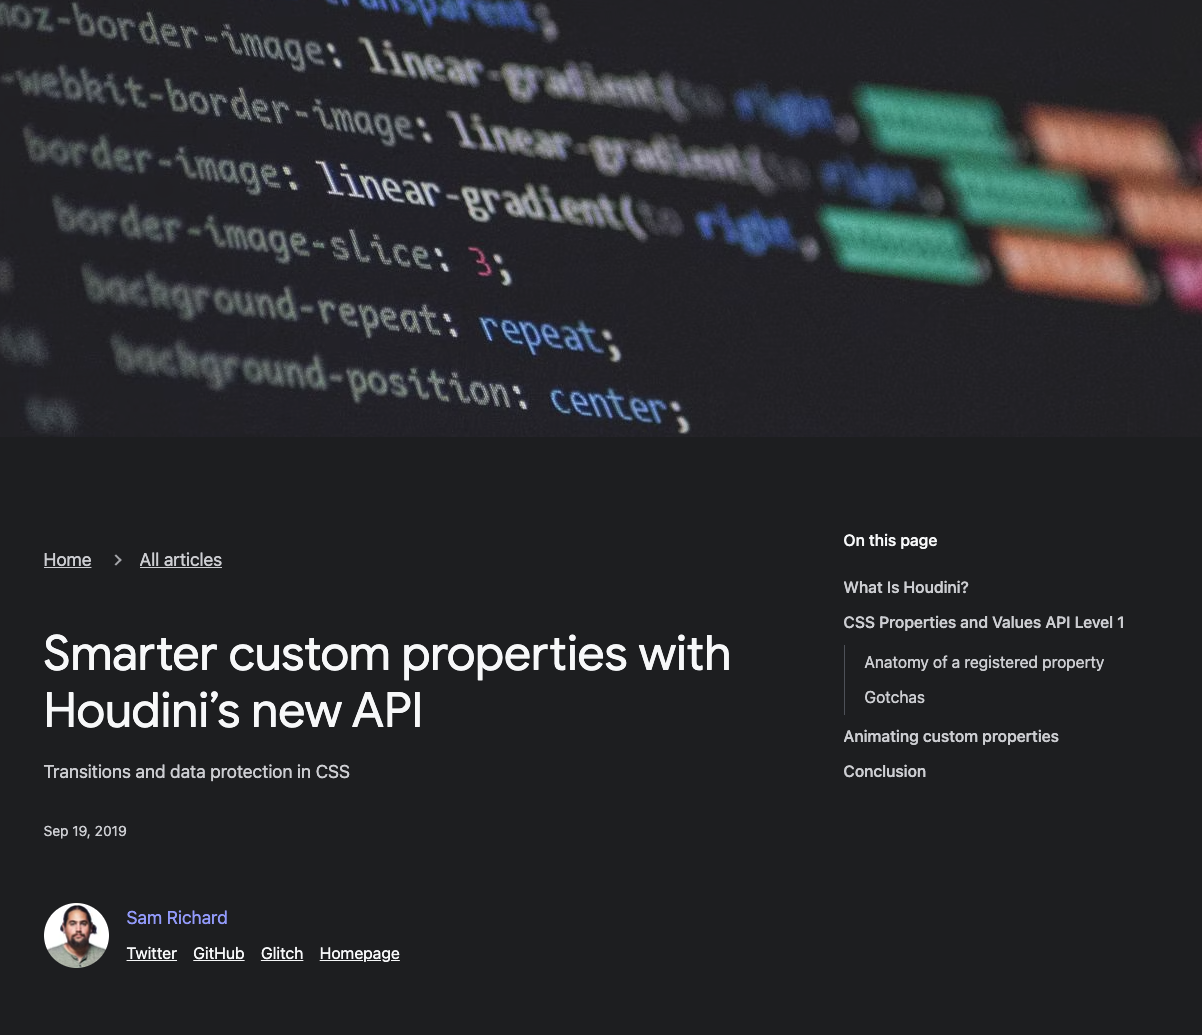 transparent;
moz-border-image: linear-gradient(to right,
-webkit-border-image: linear-gradient(to right,
border-image: linear-gradient(to right,
border-image-slice: 3;
background-repeat: repeat;
background-position: center;
Home > All articles
Smarter custom properties with
Houdini’s new API
Transitions and data protection in CSS
Sep 19, 2019
Sam Richard
Twitter GitHub Glitch Homepage
On this page
What Is Houdini?
CSS Properties and Values API Level 1
Anatomy of a registered property
Gotchas
Animating custom properties
Conclusion